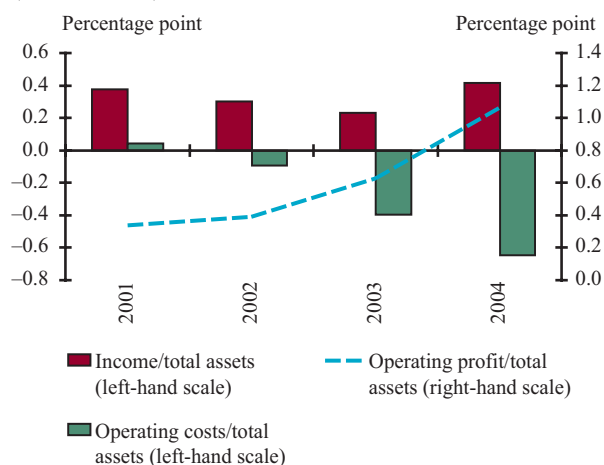 Percentage point Percentage point
0.6 1.4
0.4 1.2
0.2 1.0
0.0 0.8
–0.2 0.6
–0.4 0.4
–0.6 0.2
–0.8 0.0
2001 2002 2003 2004
Income/total assets
(left-hand scale)
Operating profit/total
assets (right-hand scale)
Operating costs/total
assets (left-hand scale)